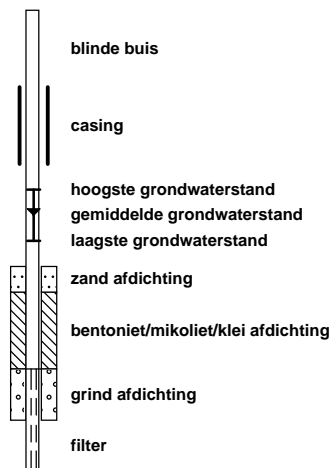 blinde buis
casing
hoogste grondwaterstand
gemiddelde grondwaterstand
laagste grondwaterstand
zand afdichting
bentoniet/mikoliet/klei afdichting
grind afdichting
filter